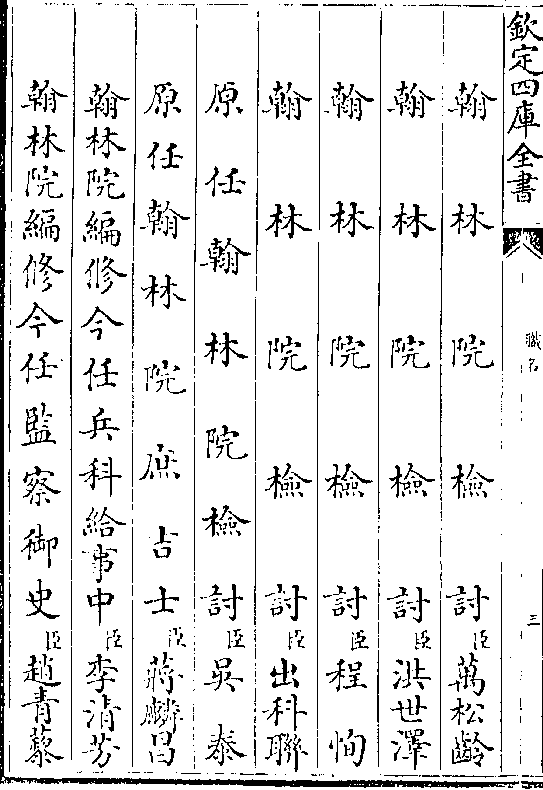 欽定四庫全書
職名
三
翰林院檢討臣萬松齡
翰林院檢討臣洪世澤
翰林院檢討臣程恂
翰林院檢討臣出科聯
原任翰林院檢討臣吳泰
原任翰林院庶吉士臣蔣麟昌
翰林院編修今任兵科給事中臣李清芳
翰林院編修今任監察御史臣趙青藜